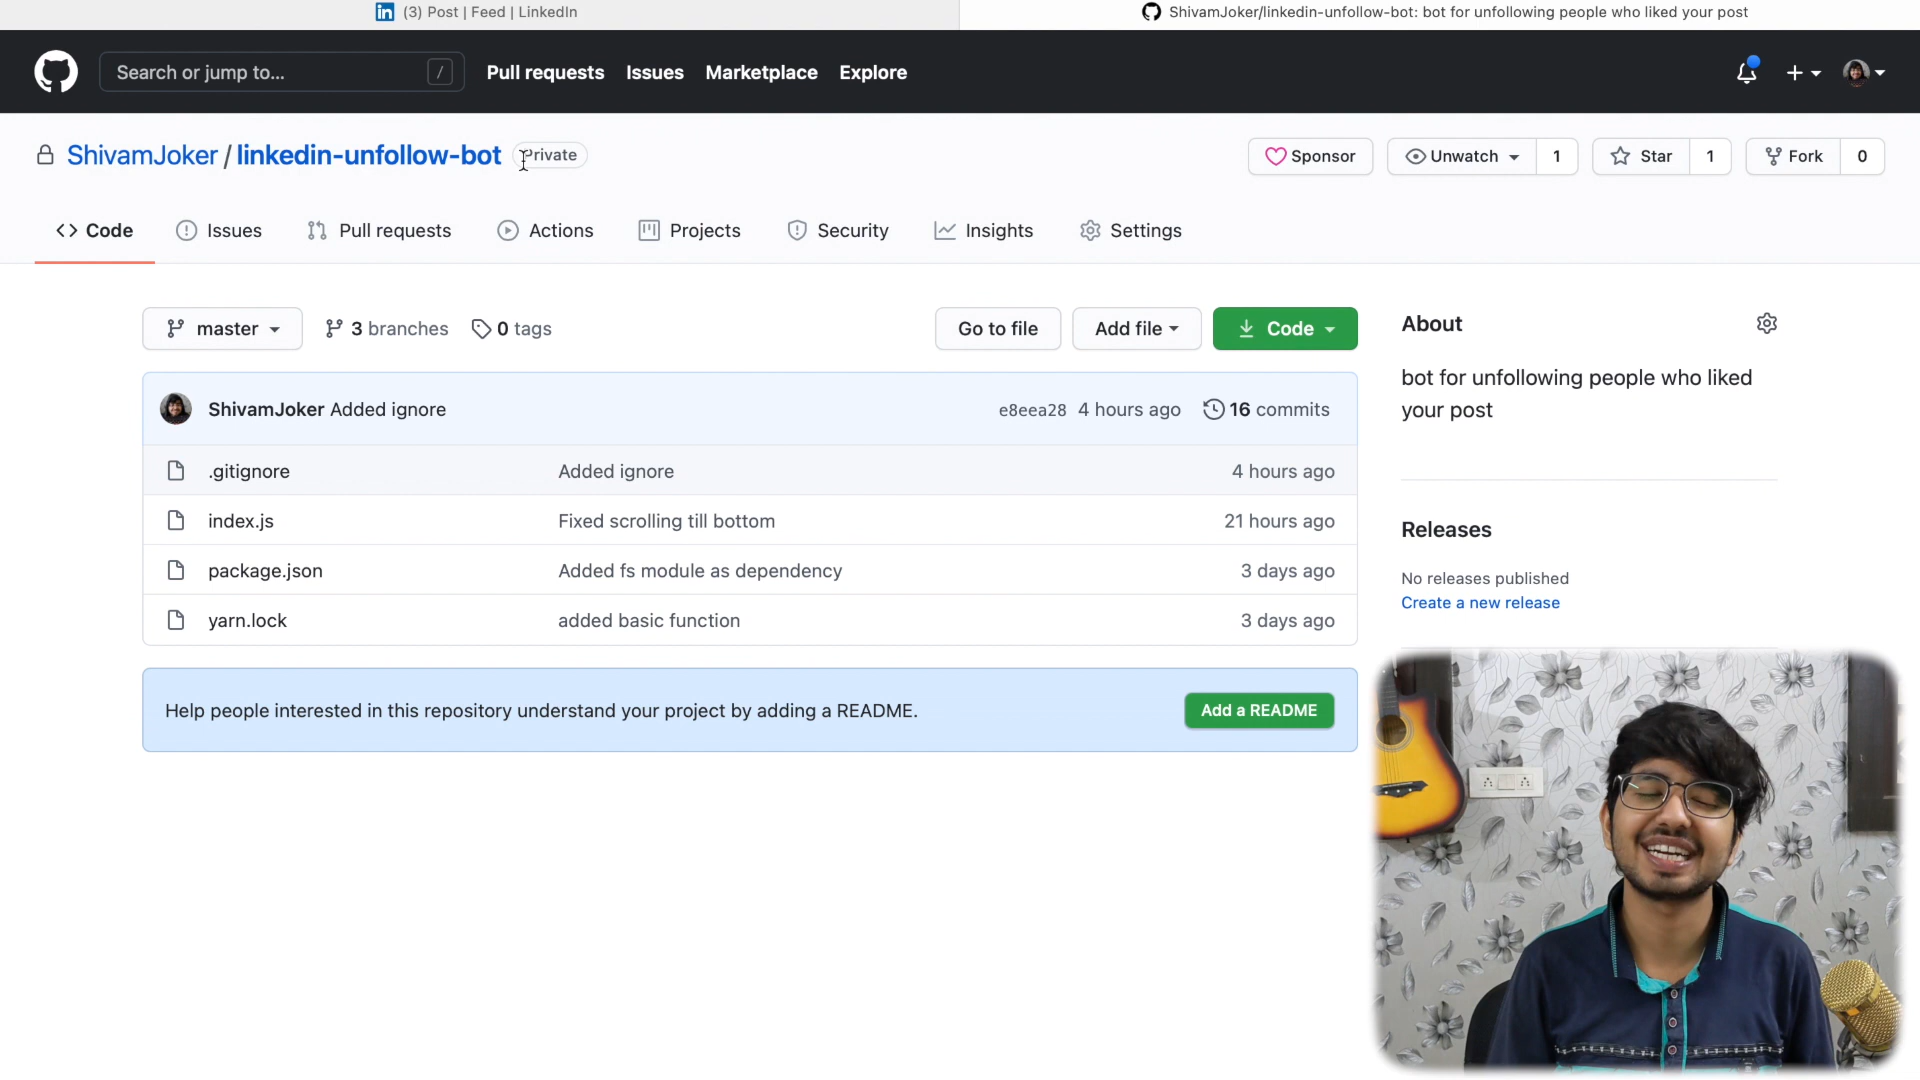 (3) Post | Feed | LinkedIn
ShivamJoker/linkedin-unfollow-bot: bot for unfollowing people who liked your post
Search or jump to... /
Pull requests Issues Marketplace Explore
ShivamJoker / linkedin-unfollow-bot Private
Sponsor Unwatch 1 Star 1 Fork 0
<> Code Issues Pull requests Actions Projects Security Insights Settings
master 3 branches 0 tags Go to file Add file Code
ShivamJoker Added ignore e8eea28 4 hours ago 16 commits
.gitignore Added ignore 4 hours ago
index.js Fixed scrolling till bottom 21 hours ago
package.json Added fs module as dependency 3 days ago
yarn.lock added basic function 3 days ago
Help people interested in this repository understand your project by adding a README. Add a README
About
bot for unfollowing people who liked
your post
Releases
No releases published
Create a new release